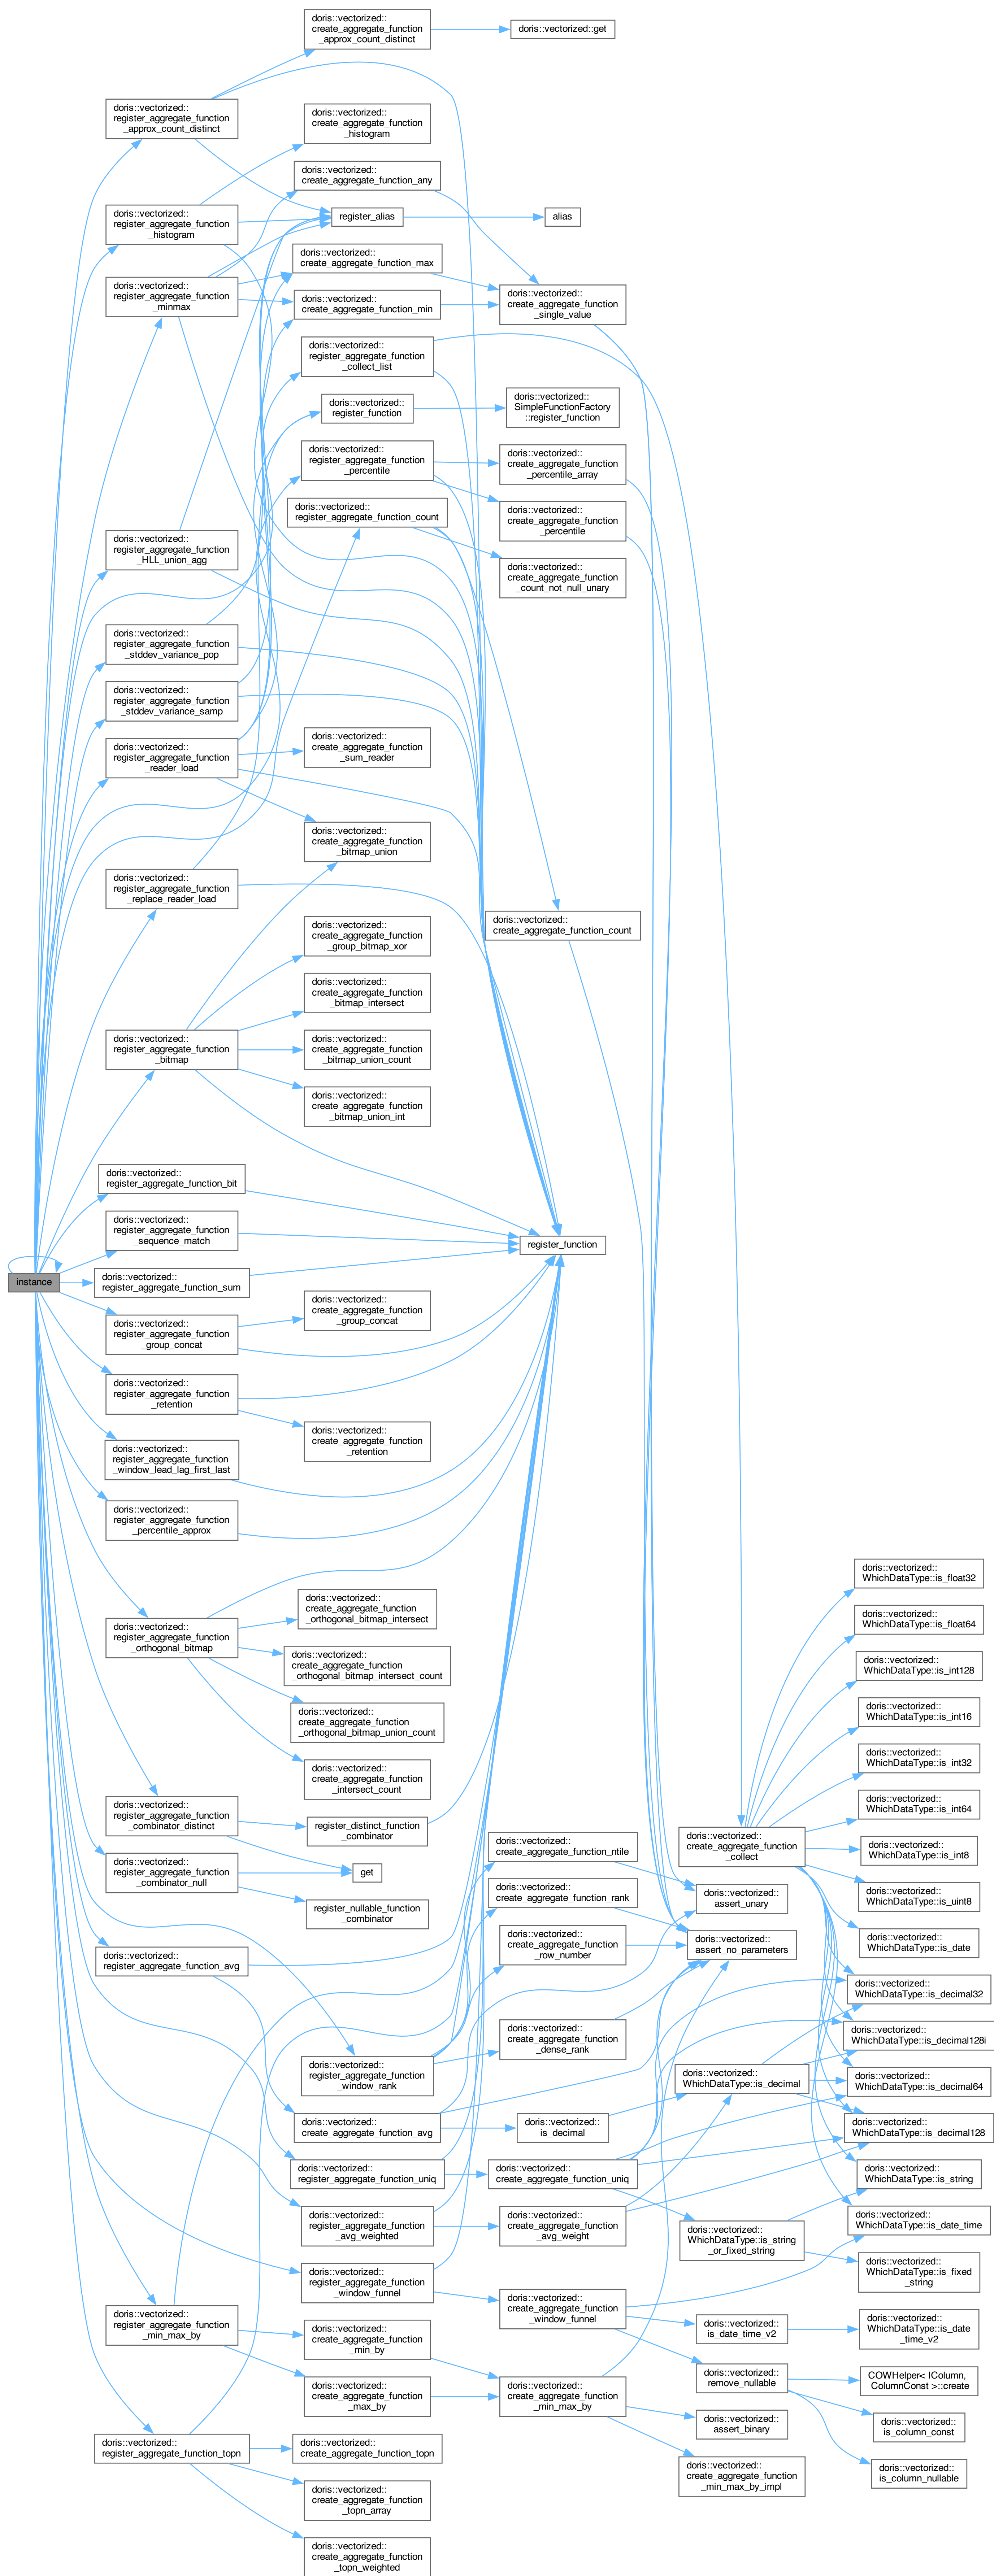 doris::vectorized::
create_aggregate_function
_approx_count_distinct
doris::vectorized::get
doris::vectorized::
register_aggregate_function
_approx_count_distinct
doris::vectorized::
create_aggregate_function
_histogram
doris::vectorized::
create_aggregate_function_any
doris::vectorized::
register_aggregate_function
_histogram
register_alias
alias
doris::vectorized::
create_aggregate_function_max
doris::vectorized::
register_aggregate_function
_minmax
doris::vectorized::
create_aggregate_function_min
doris::vectorized::
create_aggregate_function
_single_value
doris::vectorized::
register_aggregate_function
_collect_list
doris::vectorized::
register_function
doris::vectorized::
SimpleFunctionFactory
::register_function
doris::vectorized::
register_aggregate_function
_percentile
doris::vectorized::
create_aggregate_function
_percentile_array
doris::vectorized::
register_aggregate_function_count
doris::vectorized::
create_aggregate_function
_percentile
doris::vectorized::
register_aggregate_function
_HLL_union_agg
doris::vectorized::
create_aggregate_function
_count_not_null_unary
doris::vectorized::
register_aggregate_function
_stddev_variance_pop
doris::vectorized::
register_aggregate_function
_stddev_variance_samp
doris::vectorized::
register_aggregate_function
_reader_load
doris::vectorized::
create_aggregate_function
_sum_reader
doris::vectorized::
create_aggregate_function
_bitmap_union
doris::vectorized::
register_aggregate_function
_replace_reader_load
doris::vectorized::
create_aggregate_function_count
doris::vectorized::
create_aggregate_function
_group_bitmap_xor
doris::vectorized::
create_aggregate_function
_bitmap_intersect
doris::vectorized::
register_aggregate_function
_bitmap
doris::vectorized::
create_aggregate_function
_bitmap_union_count
doris::vectorized::
create_aggregate_function
_bitmap_union_int
doris::vectorized::
register_aggregate_function_bit
doris::vectorized::
register_aggregate_function
_sequence_match
register_function
instance
doris::vectorized::
register_aggregate_function_sum
doris::vectorized::
create_aggregate_function
_group_concat
doris::vectorized::
register_aggregate_function
_group_concat
doris::vectorized::
register_aggregate_function
_retention
doris::vectorized::
create_aggregate_function
_retention
doris::vectorized::
register_aggregate_function
_window_lead_lag_first_last
doris::vectorized::
register_aggregate_function
_percentile_approx
doris::vectorized::
WhichDataType::is_float32
doris::vectorized::
create_aggregate_function
_orthogonal_bitmap_intersect
doris::vectorized::
WhichDataType::is_float64
doris::vectorized::
register_aggregate_function
_orthogonal_bitmap
doris::vectorized::
create_aggregate_function
_orthogonal_bitmap_intersect_count
doris::vectorized::
WhichDataType::is_int128
doris::vectorized::
create_aggregate_function
_orthogonal_bitmap_union_count
doris::vectorized::
WhichDataType::is_int16
doris::vectorized::
create_aggregate_function
_intersect_count
doris::vectorized::
WhichDataType::is_int32
doris::vectorized::
register_aggregate_function
_combinator_distinct
register_distinct_function
_combinator
doris::vectorized::
WhichDataType::is_int64
doris::vectorized::
create_aggregate_function_ntile
doris::vectorized::
create_aggregate_function
_collect
doris::vectorized::
WhichDataType::is_int8
doris::vectorized::
register_aggregate_function
_combinator_null
get
doris::vectorized::
create_aggregate_function_rank
doris::vectorized::
assert_unary
doris::vectorized::
WhichDataType::is_uint8
register_nullable_function
_combinator
doris::vectorized::
create_aggregate_function
_row_number
doris::vectorized::
assert_no_parameters
doris::vectorized::
WhichDataType::is_date
doris::vectorized::
register_aggregate_function_avg
doris::vectorized::
WhichDataType::is_decimal32
doris::vectorized::
create_aggregate_function
_dense_rank
doris::vectorized::
WhichDataType::is_decimal128i
doris::vectorized::
register_aggregate_function
_window_rank
doris::vectorized::
WhichDataType::is_decimal
doris::vectorized::
WhichDataType::is_decimal64
doris::vectorized::
create_aggregate_function_avg
doris::vectorized::
is_decimal
doris::vectorized::
WhichDataType::is_decimal128
doris::vectorized::
register_aggregate_function_uniq
doris::vectorized::
create_aggregate_function_uniq
doris::vectorized::
WhichDataType::is_string
doris::vectorized::
register_aggregate_function
_avg_weighted
doris::vectorized::
create_aggregate_function
_avg_weight
doris::vectorized::
WhichDataType::is_string
_or_fixed_string
doris::vectorized::
WhichDataType::is_date_time
doris::vectorized::
WhichDataType::is_fixed
_string
doris::vectorized::
register_aggregate_function
_window_funnel
doris::vectorized::
create_aggregate_function
_window_funnel
doris::vectorized::
is_date_time_v2
doris::vectorized::
WhichDataType::is_date
_time_v2
doris::vectorized::
register_aggregate_function
_min_max_by
doris::vectorized::
create_aggregate_function
_min_by
doris::vectorized::
remove_nullable
COWHelper< IColumn,
ColumnConst >::create
doris::vectorized::
create_aggregate_function
_max_by
doris::vectorized::
create_aggregate_function
_min_max_by
doris::vectorized::
assert_binary
doris::vectorized::
is_column_const
doris::vectorized::
register_aggregate_function_topn
doris::vectorized::
create_aggregate_function_topn
doris::vectorized::
create_aggregate_function
_min_max_by_impl
doris::vectorized::
is_column_nullable
doris::vectorized::
create_aggregate_function
_topn_array
doris::vectorized::
create_aggregate_function
_topn_weighted